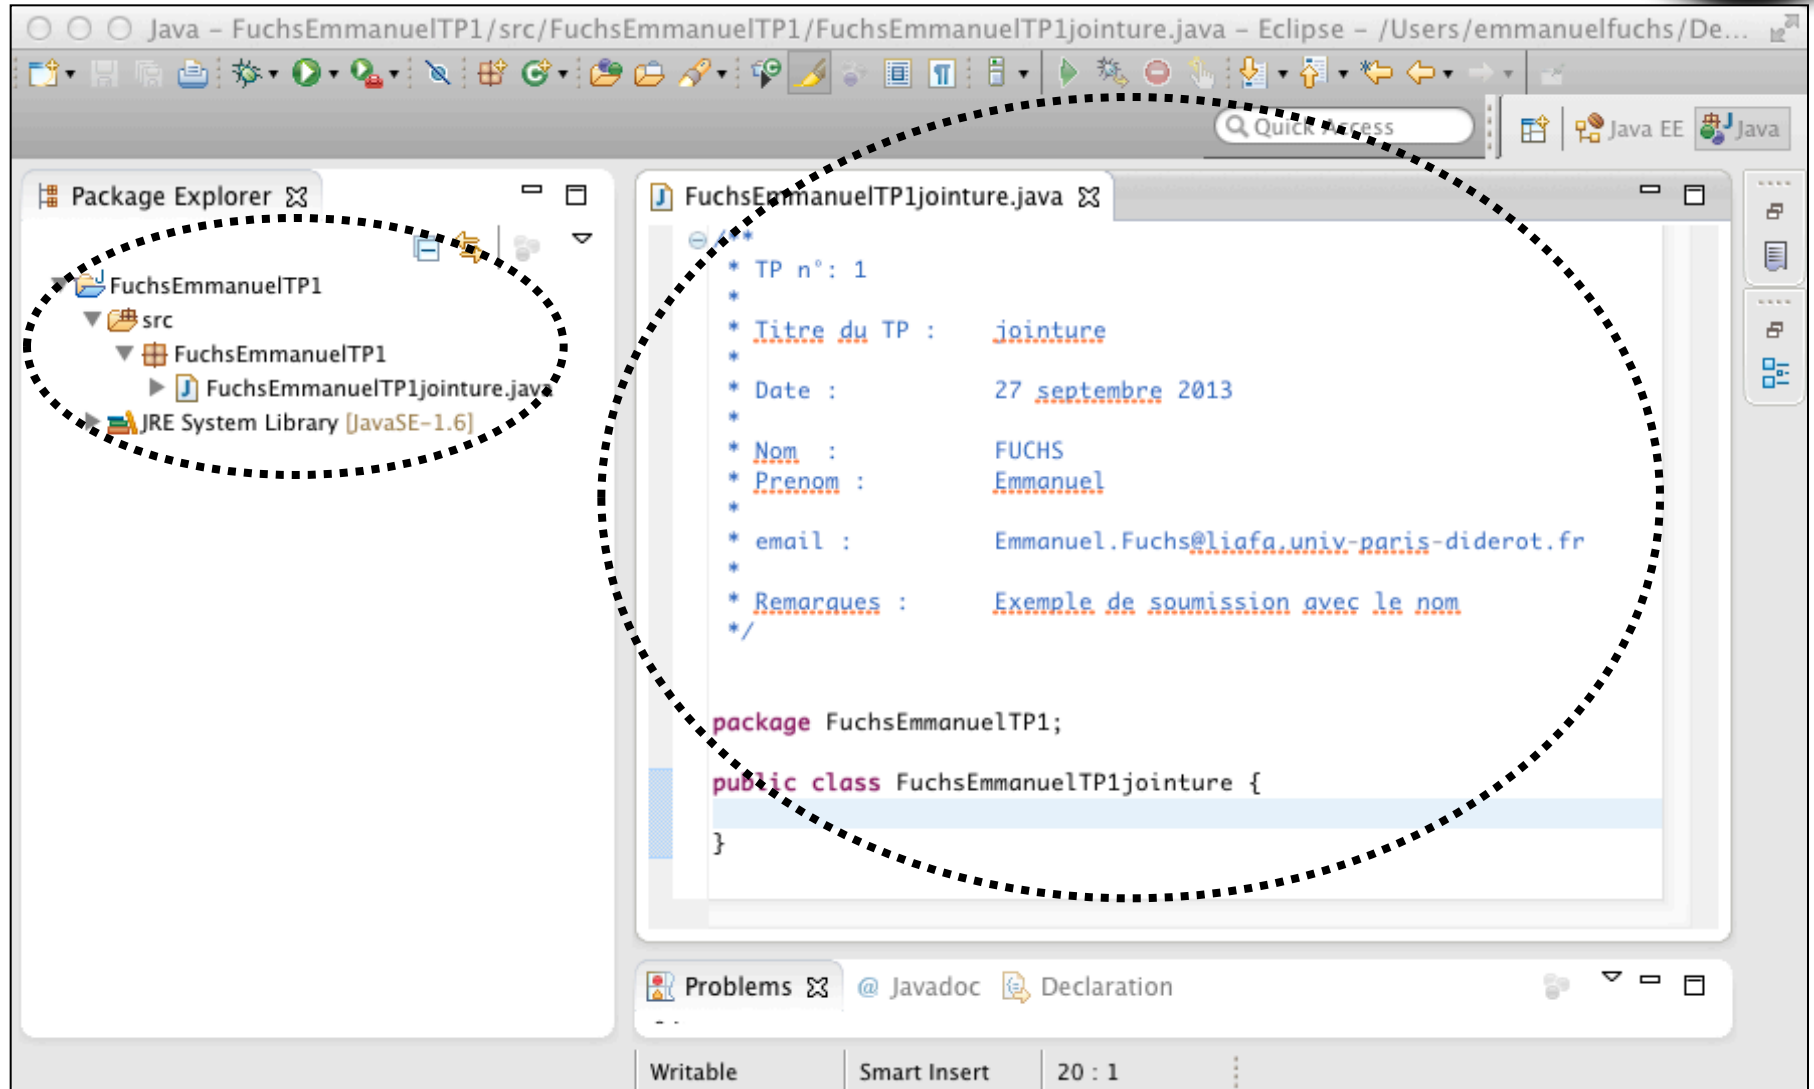 Java – FuchsEmmanuelTP1/src/FuchsEmmanuelTP1/FuchsEmmanuelTP1jointure.java – Eclipse – /Users/emmanuelfuchs/De...
Quick Access
Java EE
Java
Package Explorer
FuchsEmmanuelTP1
src
FuchsEmmanuelTP1
FuchsEmmanuelTP1jointure.java
JRE System Library [JavaSE-1.6]
FuchsEmmanuelTP1jointure.java
/**
* TP n°: 1
*
* Titre du TP : jointure
*
* Date : 27 septembre 2013
*
* Nom : FUCHS
* Prenom : Emmanuel
*
* email : Emmanuel.Fuchs@liafa.univ-paris-diderot.fr
*
* Remarques : Exemple de soumission avec le nom
*/
package FuchsEmmanuelTP1;
public class FuchsEmmanuelTP1jointure {
}
Problems
@ Javadoc
Declaration
Writable
Smart Insert
20 : 1